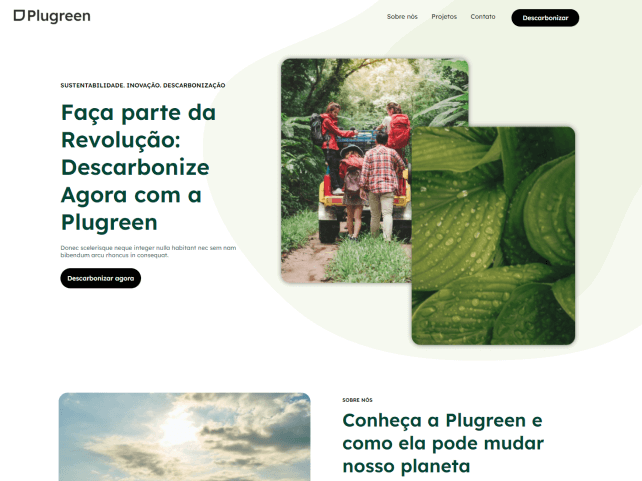 Plugreen
Sobre nós
Projetos
Contato
Descarbonizar
SUSTENTABILIDADE. INOVAÇÃO. DESCARBONIZAÇÃO
Faça parte da
Revolução:
Descarbonize
Agora com a
Plugreen
Donec scelerisque neque integer nulla habitant nec sem nam
bibendum arcu rhoncus in consequat.
Descarbonizar agora
SOBRE NÓS
Conheça a Plugreen e
como ela pode mudar
nosso planeta